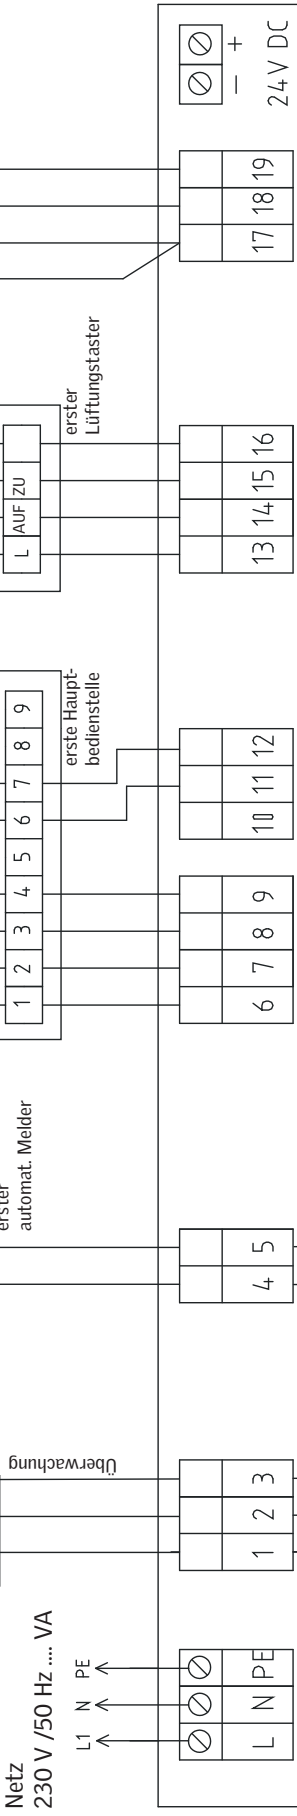 Netz
230 V /50 Hz .... VA
L1 N PE
L N PE
Überwachung
1 2 3
erster
automat. Melder
4 5
1 2 3 4 5 6 7 8 9
erste Haupt-
bedienstelle
6 7 8 9
10 11 12
L AUF ZU
erster
Lüftungstaster
13 14 15 16
17 18 19
− +
24V DC